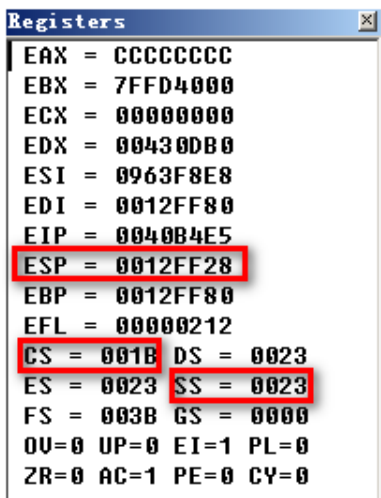 Registers
EAX = CCCCCCCC
EBX = 7FFD4000
ECX = 00000000
EDX = 00430DB0
ESI = 0963F8E8
EDI = 0012FF80
EIP = 0040B4E5
ESP = 0012FF28
EBP = 0012FF80
EFL = 00000212
CS = 001B DS = 0023
ES = 0023 SS = 0023
FS = 003B GS = 0000
OV=0 UP=0 EI=1 PL=0
ZR=0 AC=1 PE=0 CY=0